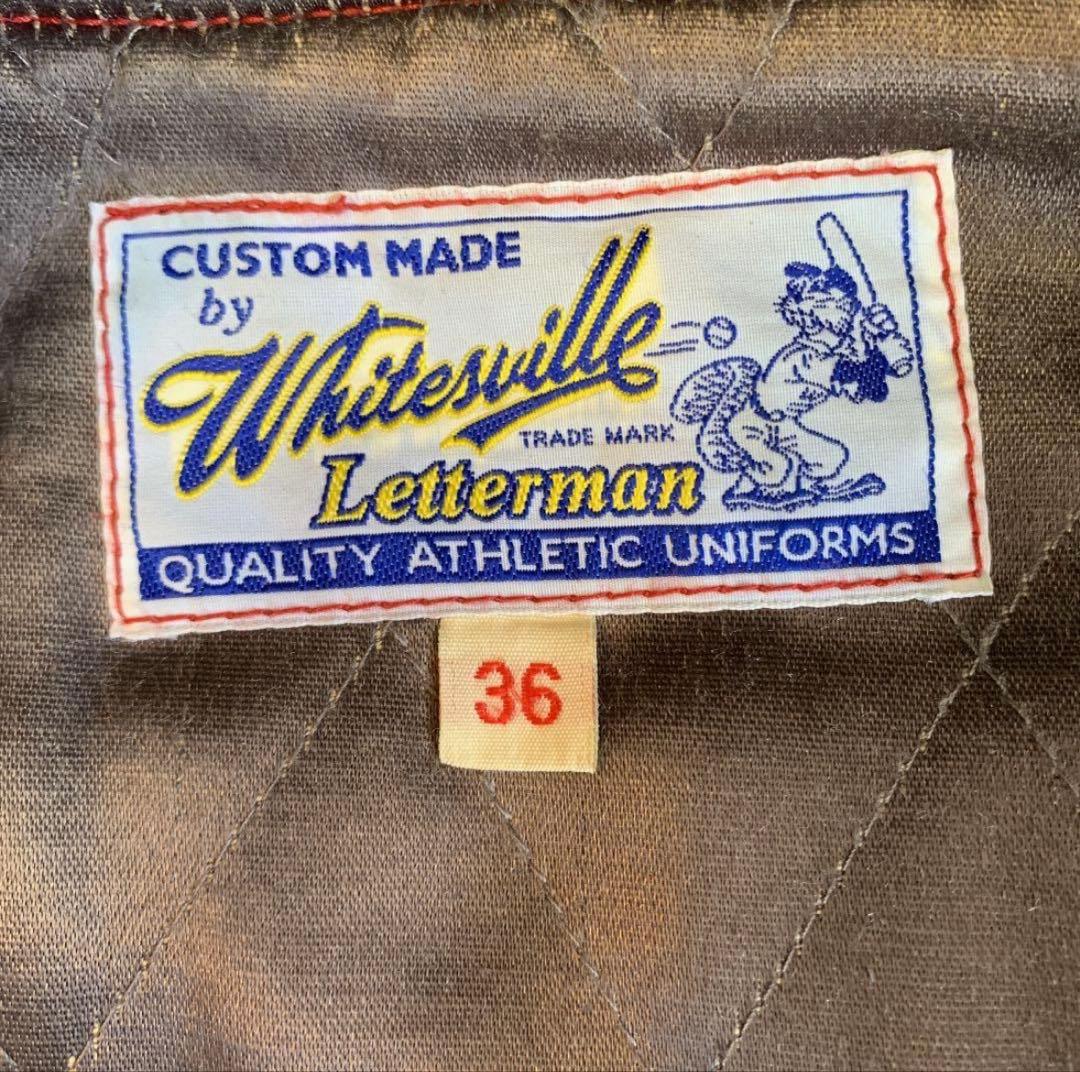 CUSTOM MADE
by
Whitesville
TRADE MARK
Letterman
QUALITY ATHLETIC UNIFORMS
36